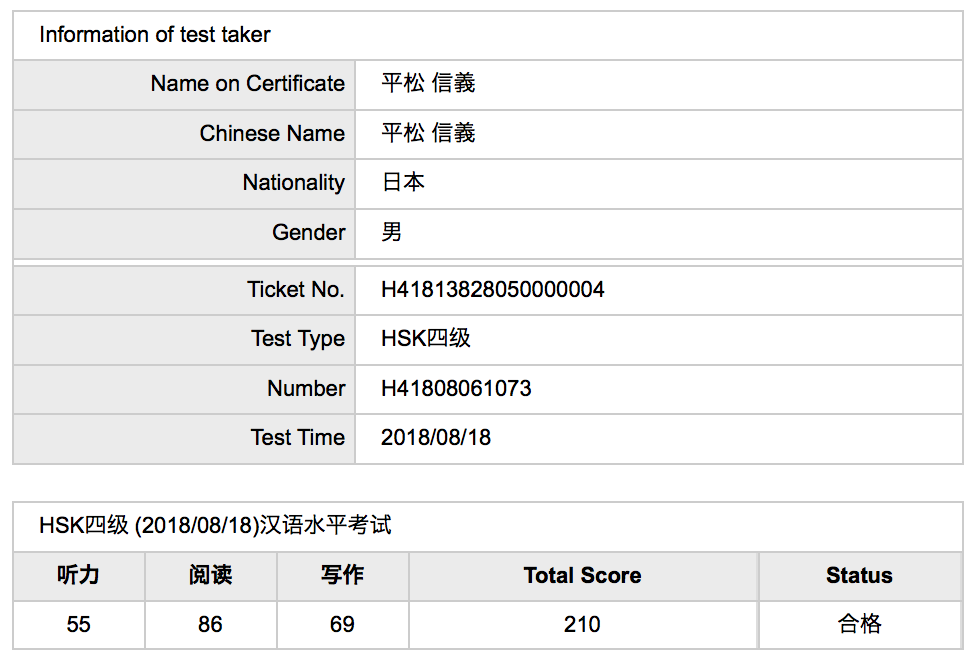 Information of test taker
Name on Certificate 平松 信義
Chinese Name 平松 信義
Nationality 日本
Gender 男
Ticket No. H41813828050000004
Test Type HSK四级
Number H41808061073
Test Time 2018/08/18
HSK四级 (2018/08/18)汉语水平考试
听力 阅读 写作 Total Score Status
55 86 69 210 合格